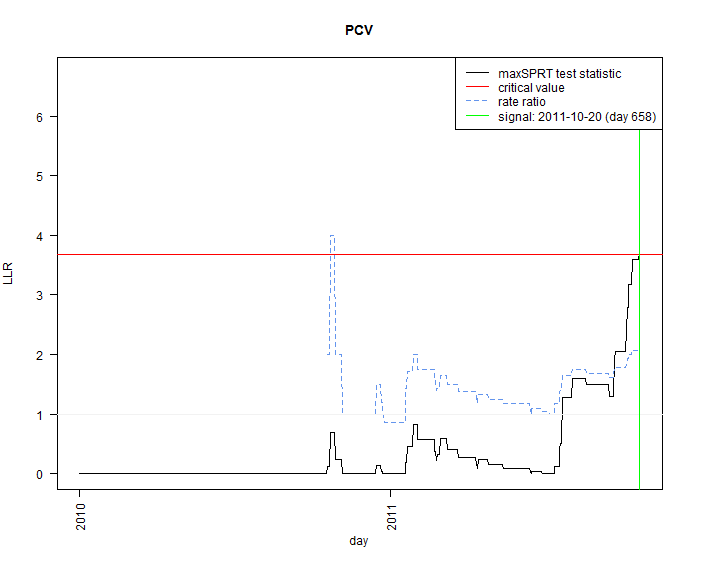 PCV
maxSPRT test statistic
critical value
rate ratio
signal: 2011-10-20 (day 658)
LLR
6
5
4
3
2
1
0
2010
2011
day